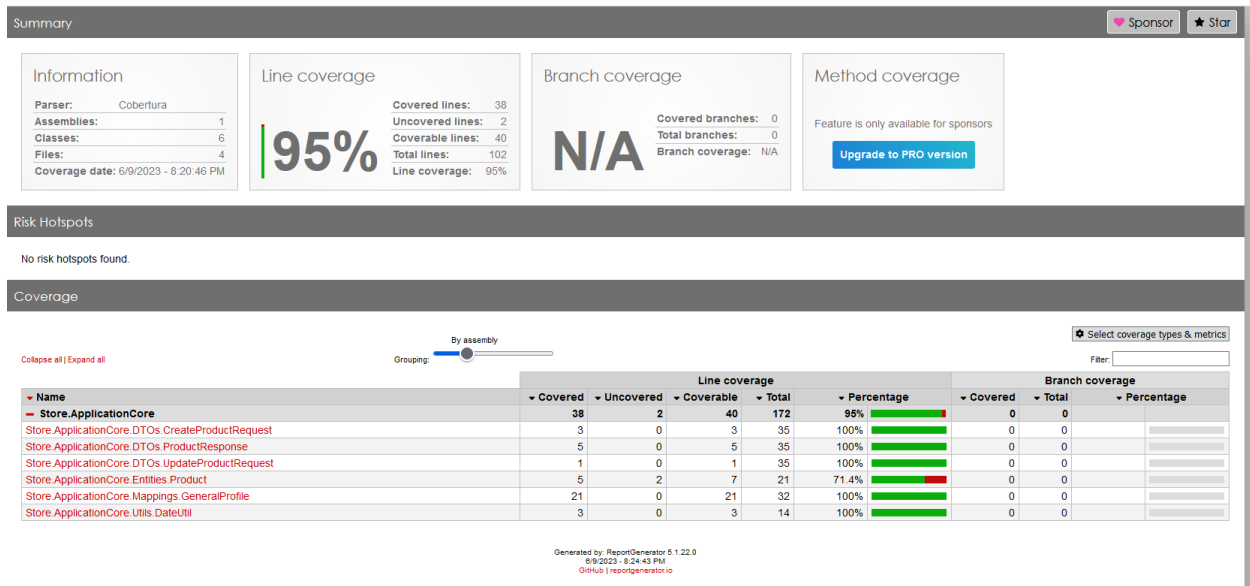 Summary
Sponsor
Star
Information
Parser: Cobertura
Assemblies: 1
Classes: 6
Files: 4
Coverage date: 6/9/2023 - 8:20:46 PM
Line coverage
95%
Covered lines: 38
Uncovered lines: 2
Coverable lines: 40
Total lines: 102
Line coverage: 95%
Branch coverage
N/A
Covered branches: 0
Total branches: 0
Branch coverage: N/A
Method coverage
Feature is only available for sponsors
Upgrade to PRO version
Risk Hotspots
No risk hotspots found.
Coverage
Collapse all | Expand all
Grouping:
By assembly
Select coverage types & metrics
Filter:
Line coverage Branch coverage
Name Covered Uncovered Coverable Total Percentage Covered Total Percentage
Store.ApplicationCore 38 2 40 172 95% 0 0
Store.ApplicationCore.DTOs.CreateProductRequest 3 0 3 35 100% 0 0
Store.ApplicationCore.DTOs.ProductResponse 5 0 5 35 100% 0 0
Store.ApplicationCore.DTOs.UpdateProductRequest 1 0 1 35 100% 0 0
Store.ApplicationCore.Entities.Product 5 2 7 21 71.4% 0 0
Store.ApplicationCore.Mappings.GeneralProfile 21 0 21 32 100% 0 0
Store.ApplicationCore.Utils.DateUtil 3 0 3 14 100% 0 0
Generated by: ReportGenerator 5.1.22.0
6/9/2023 - 8:24:43 PM
GitHub | reportgenerator.io